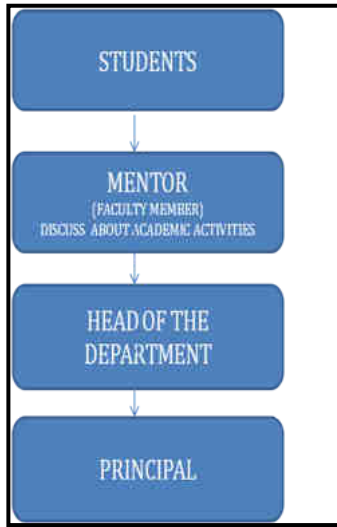 STUDENTS
MENTOR
(FACULTY MEMBER)
DISCUSS ABOUT ACADEMIC ACTIVITIES
HEAD OF THE
DEPARTMENT
PRINCIPAL